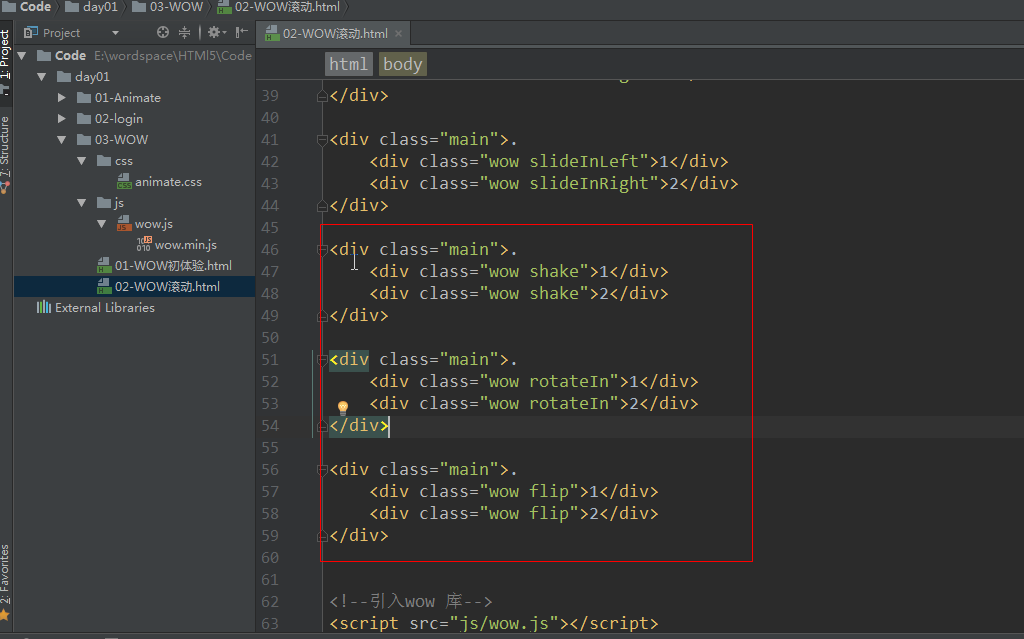 Code day01 03-WOW 02-WOW滚动.html
Project
02-WOW滚动.html
1: Project
7: Structure
2: Favorites
Code E:\wordspace\HTMl5\Code
day01
01-Animate
02-login
03-WOW
css
animate.css
js
wow.js
wow.min.js
01-WOW初体验.html
02-WOW滚动.html
External Libraries
html body
39 </div>
40
41 <div class="main">.
42 <div class="wow slideInLeft">1</div>
43 <div class="wow slideInRight">2</div>
44 </div>
45
46 <div class="main">.
47 <div class="wow shake">1</div>
48 <div class="wow shake">2</div>
49 </div>
50
51 <div class="main">.
52 <div class="wow rotateIn">1</div>
53 <div class="wow rotateIn">2</div>
54 </div>
55
56 <div class="main">.
57 <div class="wow flip">1</div>
58 <div class="wow flip">2</div>
59 </div>
60
61
62 <!--引入wow 库-->
63 <script src="js/wow.js"></script>